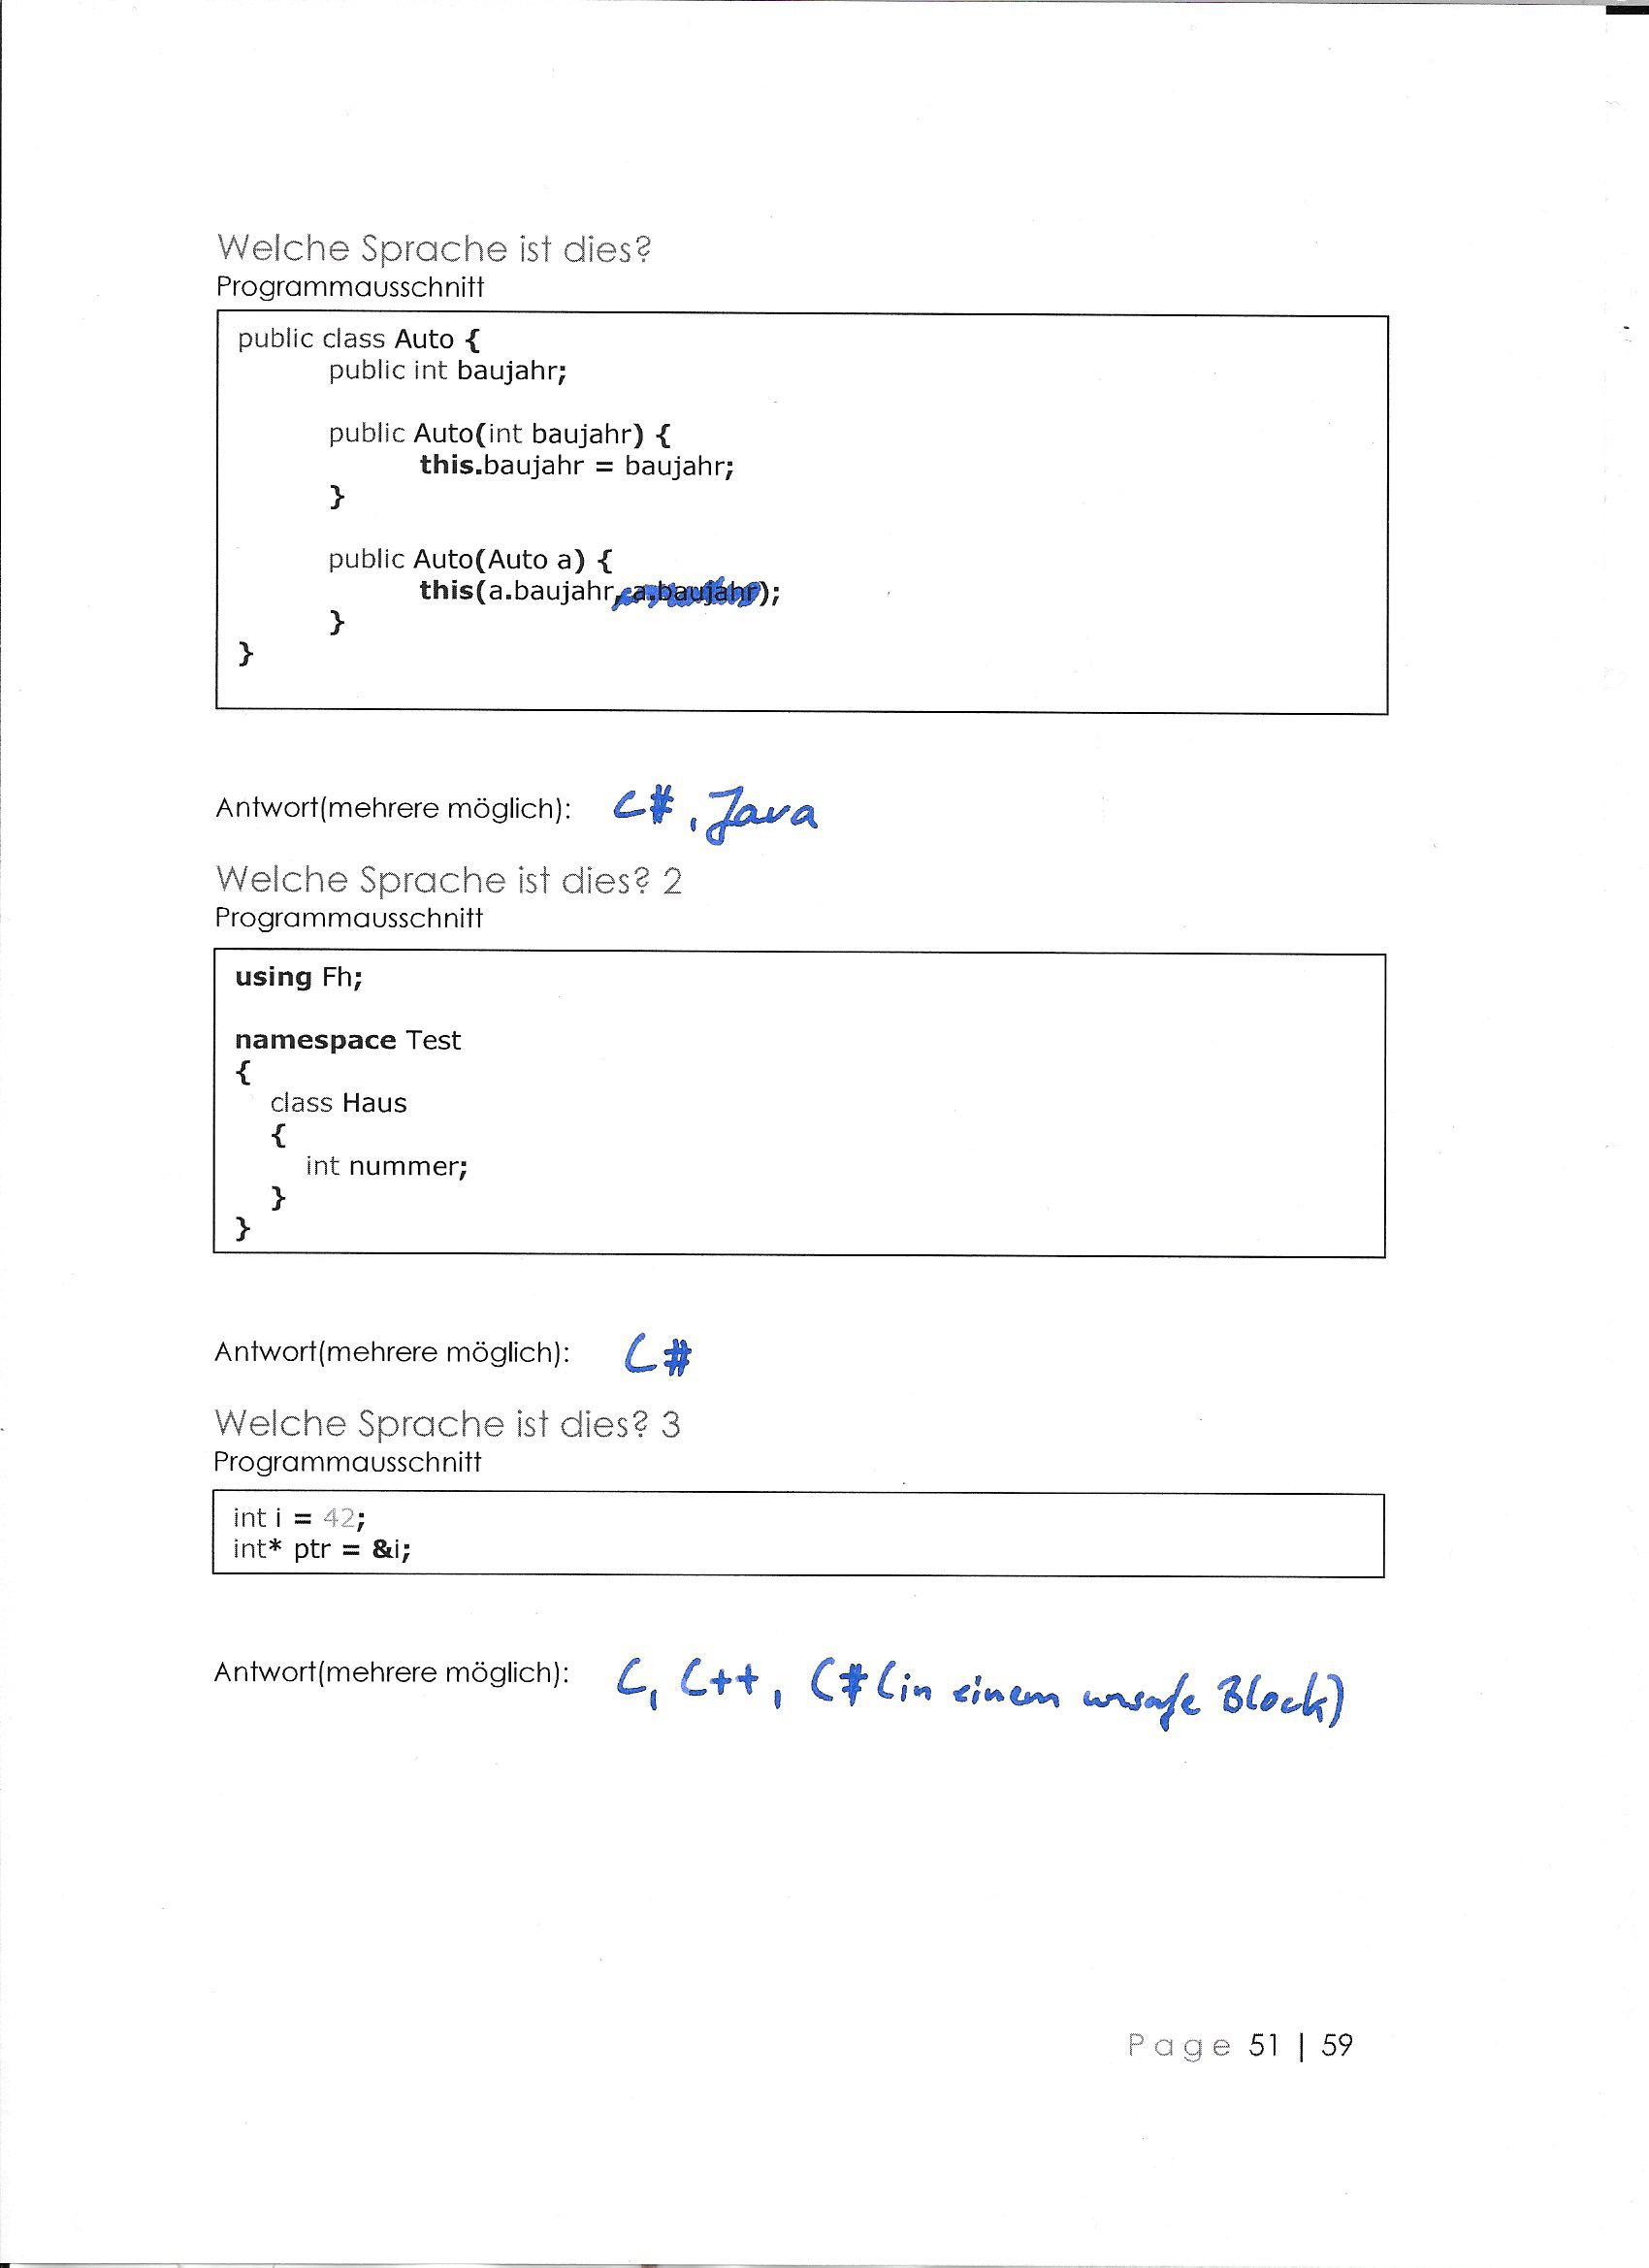 Welche Sprache ist dies?
Programmausschnitt
public class Auto {
public int baujahr;
public Auto(int baujahr) {
this.baujahr = baujahr;
}
public Auto(Auto a) {
this(a.baujahr, a.baujahr);
}
}
Antwort(mehrere möglich): C#, Java
Welche Sprache ist dies? 2
Programmausschnitt
using Fh;
namespace Test
{
class Haus
{
int nummer;
}
}
Antwort(mehrere möglich): C#
Welche Sprache ist dies? 3
Programmausschnitt
int i = 42;
int* ptr = &i;
Antwort(mehrere möglich): C, C++, C# (in einem unsafe Block)
Page 51 | 59